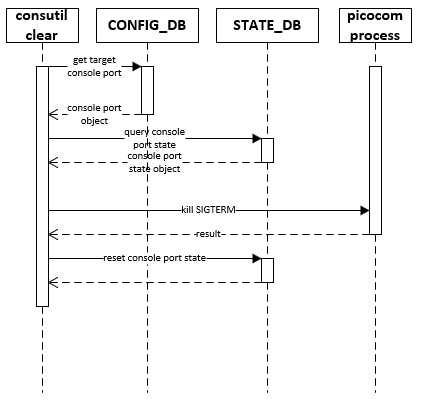 consutil
clear
CONFIG_DB
STATE_DB
picocom
process
get target
console port
console port
object
query console
port state
console port
state object
kill SIGTERM
result
reset console port state